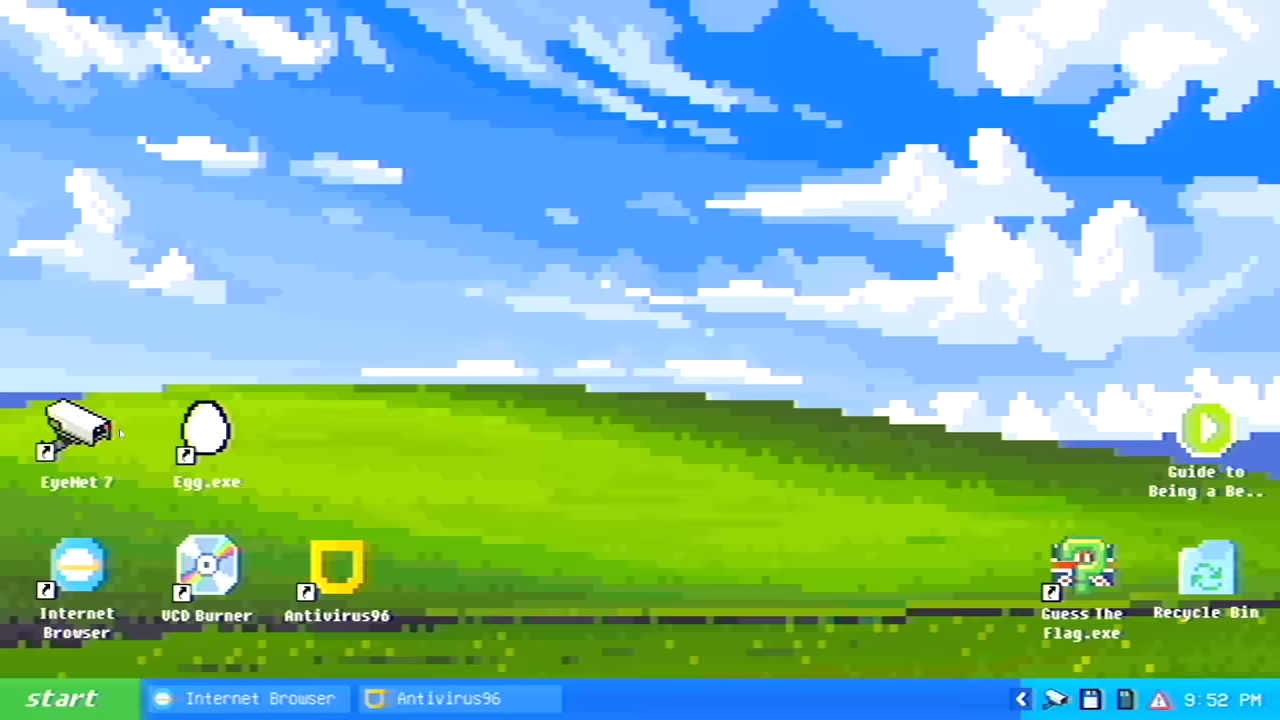 EyeNet 7
Egg.exe
Guide to
Being a Be..
Internet
Browser
VCD Burner
Antivirus96
Guess The
Flag.exe
Recycle Bin
start
Internet Browser
Antivirus96
9:52 PM